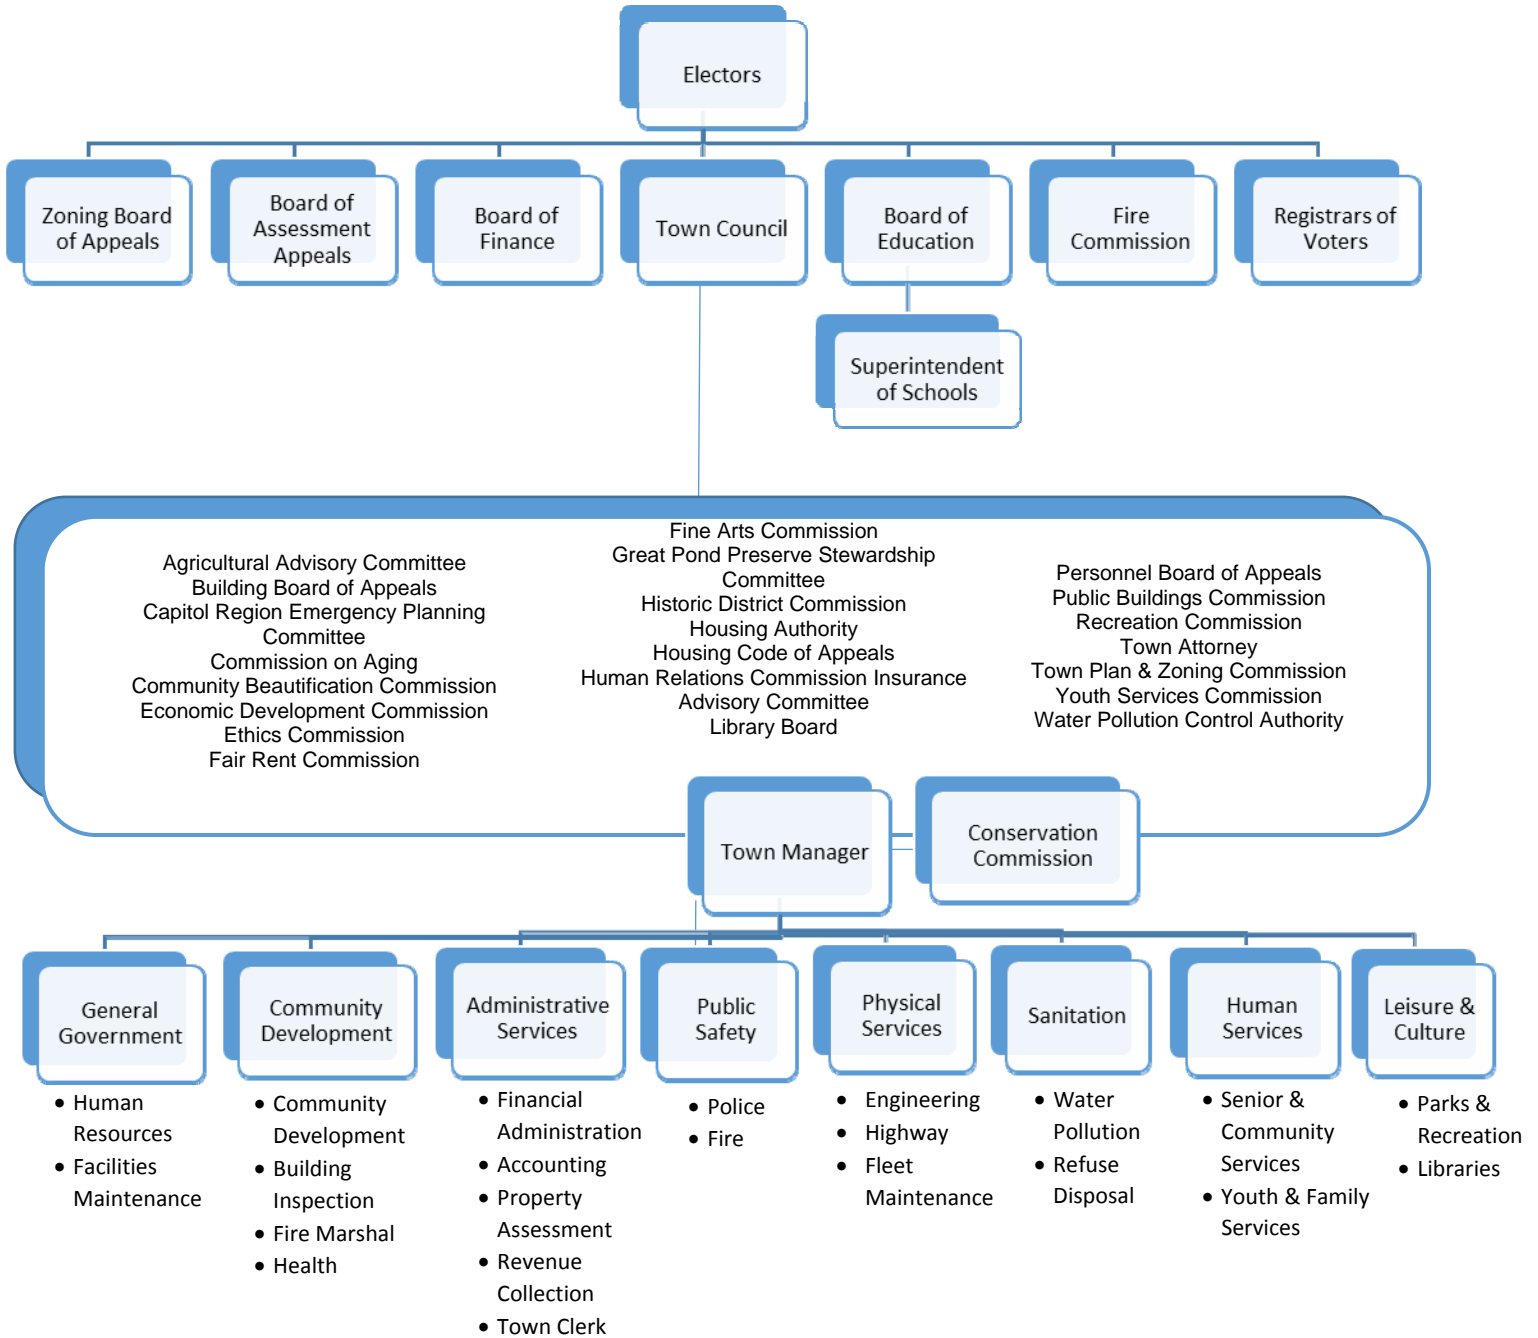 Electors
Zoning Board
of Appeals
Board of
Assessment
Appeals
Board of
Finance
Town Council
Board of
Education
Fire
Commission
Registrars of
Voters
Superintendent
of Schools
Agricultural Advisory Committee
Building Board of Appeals
Capitol Region Emergency Planning
Committee
Commission on Aging
Community Beautification Commission
Economic Development Commission
Ethics Commission
Fair Rent Commission
Fine Arts Commission
Great Pond Preserve Stewardship
Committee
Historic District Commission
Housing Authority
Housing Code of Appeals
Human Relations Commission Insurance
Advisory Committee
Library Board
Personnel Board of Appeals
Public Buildings Commission
Recreation Commission
Town Attorney
Town Plan & Zoning Commission
Youth Services Commission
Water Pollution Control Authority
Town Manager
Conservation
Commission
General
Government
• Human
Resources
• Facilities
Maintenance
Community
Development
• Community
Development
• Building
Inspection
• Fire Marshal
• Health
Administrative
Services
• Financial
Administration
• Accounting
• Property
Assessment
• Revenue
Collection
• Town Clerk
Public
Safety
• Police
• Fire
Physical
Services
• Engineering
• Highway
• Fleet
Maintenance
Sanitation
• Water
Pollution
• Refuse
Disposal
Human
Services
• Senior &
Community
Services
• Youth & Family
Services
Leisure &
Culture
• Parks &
Recreation
• Libraries